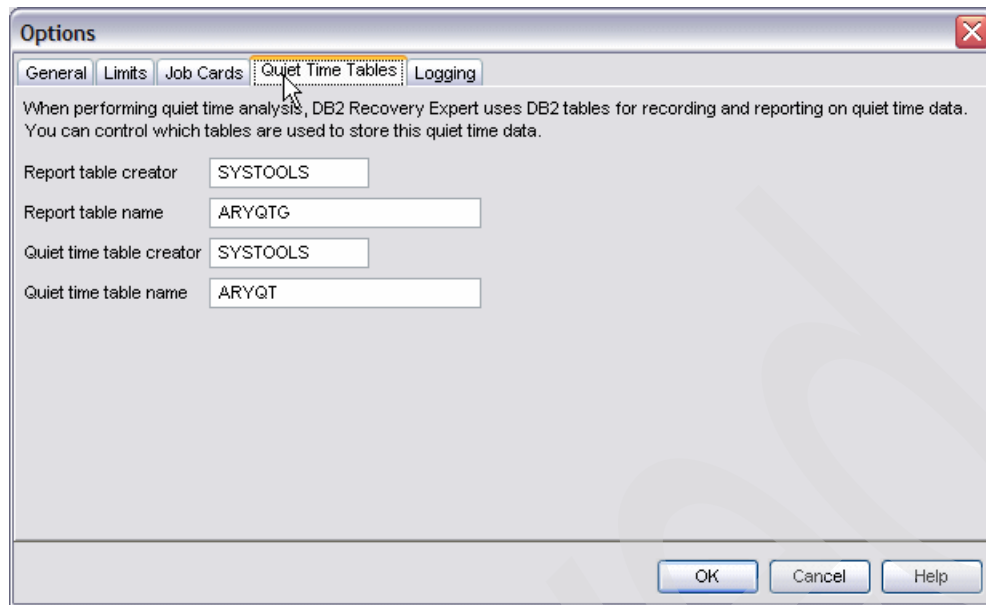 Options
General Limits Job Cards Quiet Time Tables Logging
When performing quiet time analysis, DB2 Recovery Expert uses DB2 tables for recording and reporting on quiet time data.
You can control which tables are used to store this quiet time data.
Report table creator SYSTOOLS
Report table name ARYQTG
Quiet time table creator SYSTOOLS
Quiet time table name ARYQT
OK Cancel Help